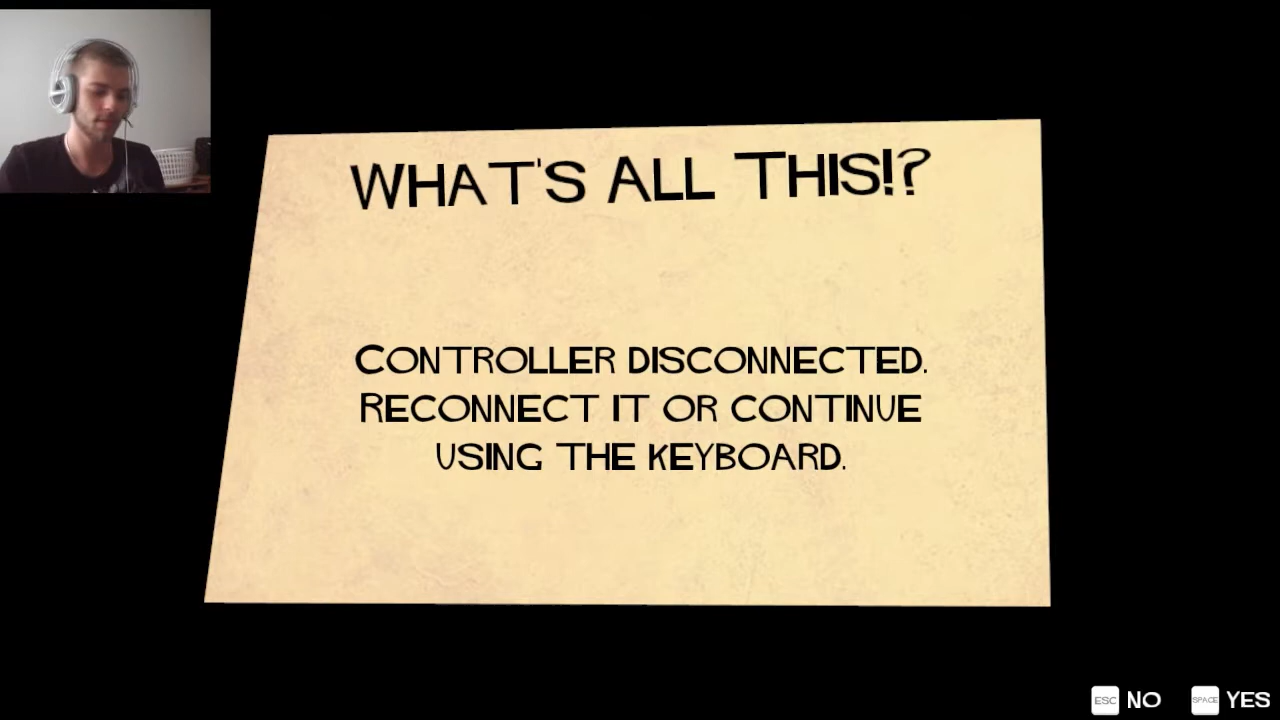 WHAT'S ALL THIS!?
CONTROLLER DISCONNECTED.
RECONNECT IT OR CONTINUE
USING THE KEYBOARD.
ESC NO SPACE YES